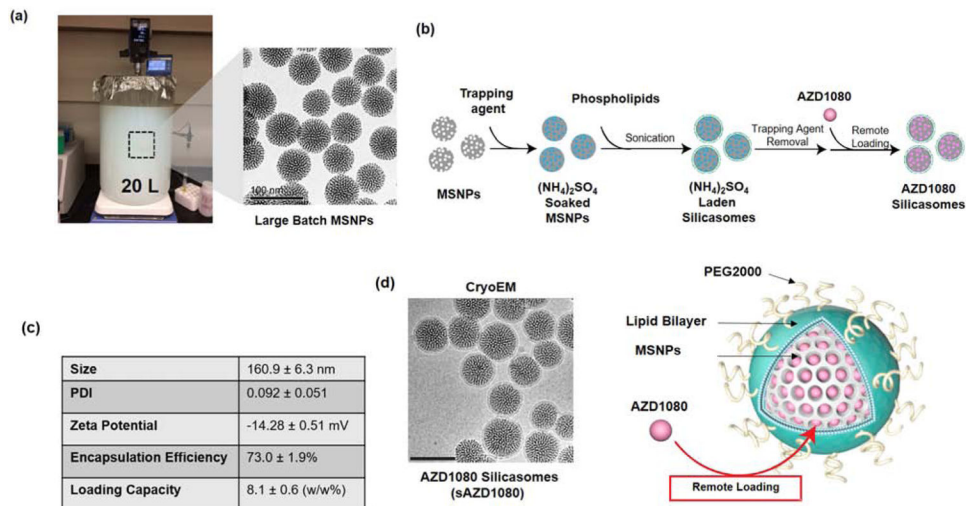 (a)
20 L
100 nm
Large Batch MSNPs
(b)
Trapping
agent
Phospholipids
Sonication
AZD1080
Trapping Agent
Removal
Remote
Loading
MSNPs
(NH4)2SO4
Soaked
MSNPs
(NH4)2SO4
Laden
Silicasomes
AZD1080
Silicasomes
(c)
Size 160.9 ± 6.3 nm
PDI 0.092 ± 0.051
Zeta Potential -14.28 ± 0.51 mV
Encapsulation Efficiency 73.0 ± 1.9%
Loading Capacity 8.1 ± 0.6 (w/w%)
(d)
CryoEM
AZD1080 Silicasomes
(sAZD1080)
PEG2000
Lipid Bilayer
MSNPs
AZD1080
Remote Loading